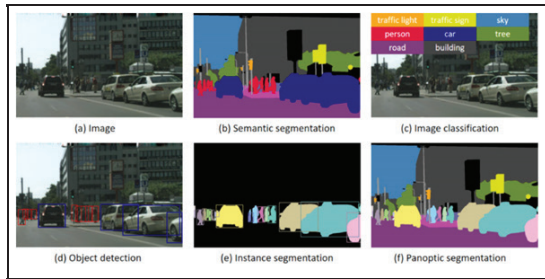 traffic light traffic sign sky
person car tree
road building
(a) Image (b) Semantic segmentation (c) Image classification
(d) Object detection (e) Instance segmentation (f) Panoptic segmentation